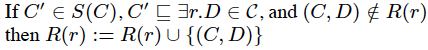 If C′ ∈ S(C), C′ ⊑ ∃r.D ∈ 𝒞, and (C, D) ∉ R(r)
then R(r) := R(r) ∪ {(C, D)}